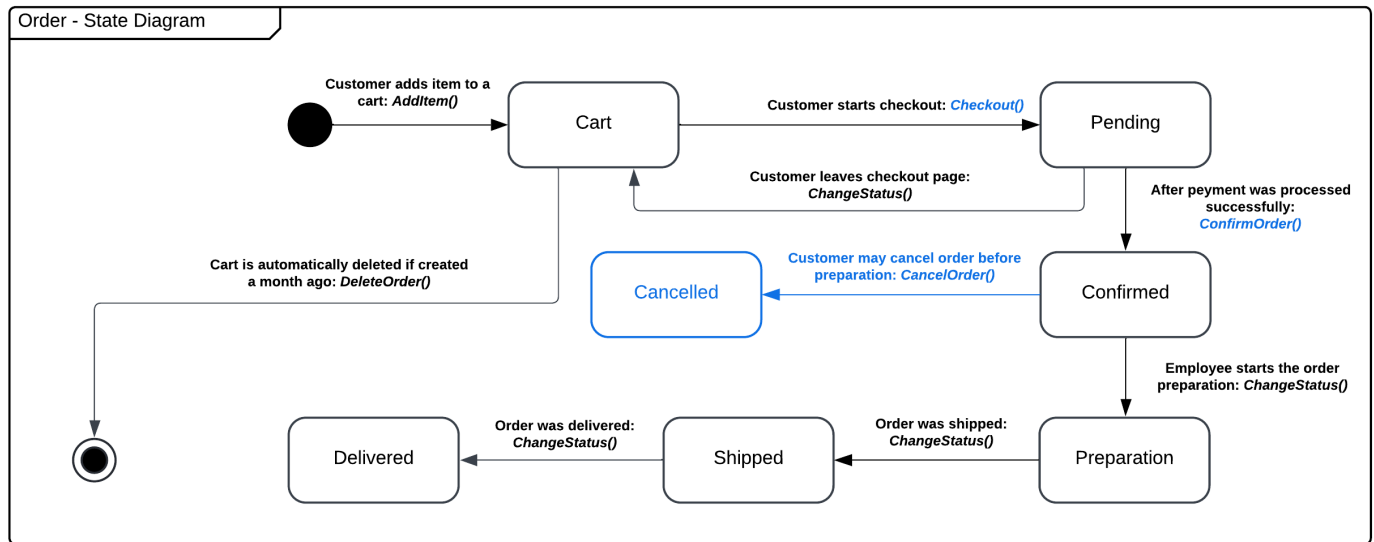 Order - State Diagram
Customer adds item to a
cart: AddItem()
Cart
Customer starts checkout: Checkout()
Pending
Customer leaves checkout page:
ChangeStatus()
After peyment was processed
successfully:
ConfirmOrder()
Cart is automatically deleted if created
a month ago: DeleteOrder()
Cancelled
Customer may cancel order before
preparation: CancelOrder()
Confirmed
Employee starts the order
preparation: ChangeStatus()
Delivered
Order was delivered:
ChangeStatus()
Shipped
Order was shipped:
ChangeStatus()
Preparation